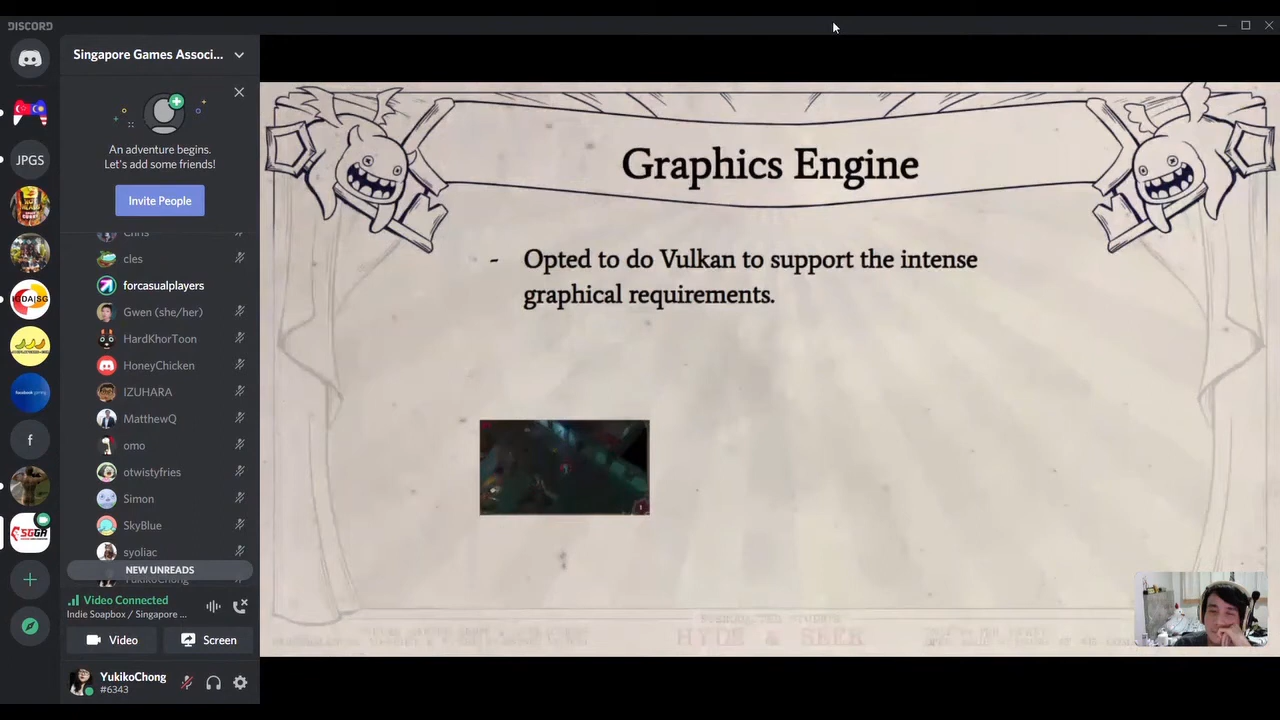 DISCORD
Singapore Games Associ...
An adventure begins.
Let's add some friends!
Invite People
JPGS
f
Chris
cles
forcasualplayers
Gwen (she/her)
HardKhorToon
HoneyChicken
IZUHARA
MatthewQ
omo
otwistyfries
Simon
SkyBlue
syoliac
NEW UNREADS
YukikoChong
Video Connected
Indie Soapbox / Singapore ...
Video
Screen
YukikoChong
#6343
Graphics Engine
- Opted to do Vulkan to support the intense
graphical requirements.
HYDE & SEEK